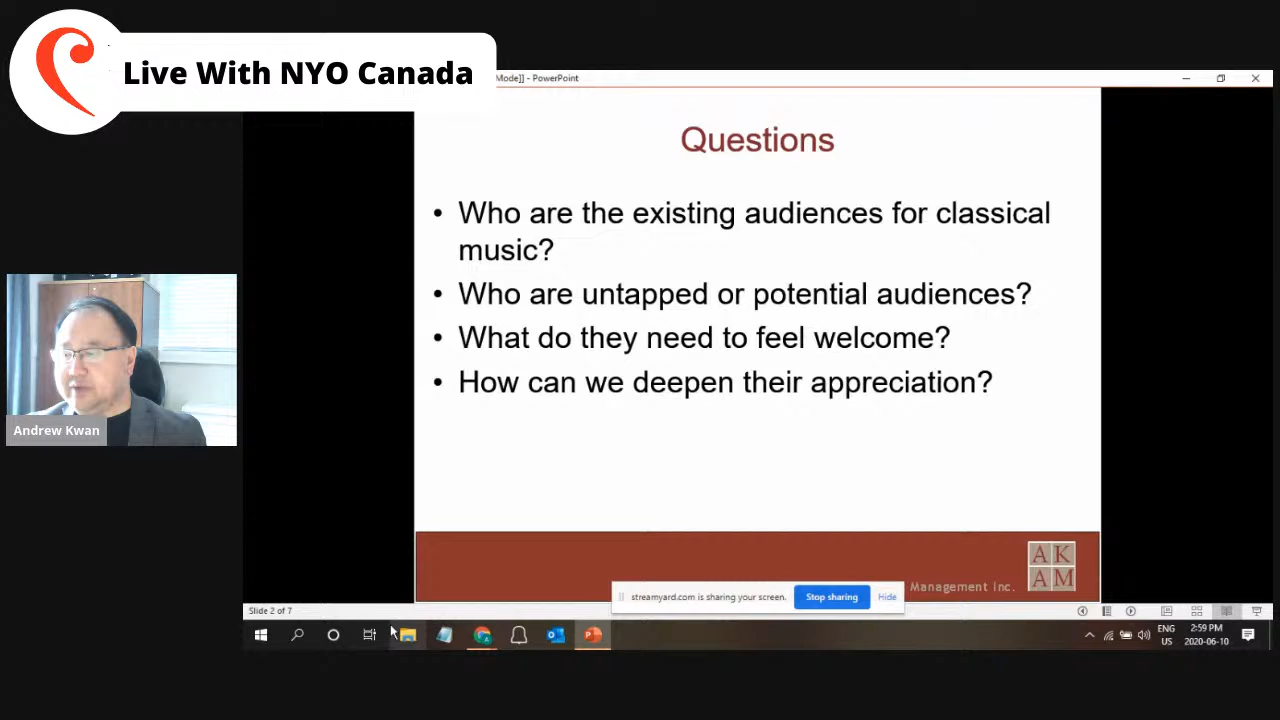 Live With NYO Canada
Mode]] - PowerPoint
Questions
• Who are the existing audiences for classical
music?
• Who are untapped or potential audiences?
• What do they need to feel welcome?
• How can we deepen their appreciation?
Andrew Kwan
AK
AM
Management Inc.
streamyard.com is sharing your screen.
Stop sharing
Hide
Slide 2 of 7
ENG
US
2:59 PM
2020-06-10